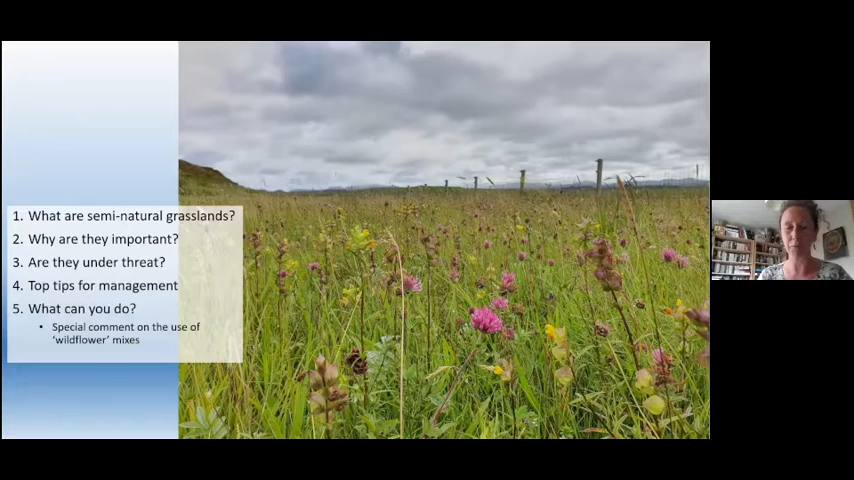 1. What are semi-natural grasslands?
2. Why are they important?
3. Are they under threat?
4. Top tips for management
5. What can you do?
• Special comment on the use of
'wildflower' mixes